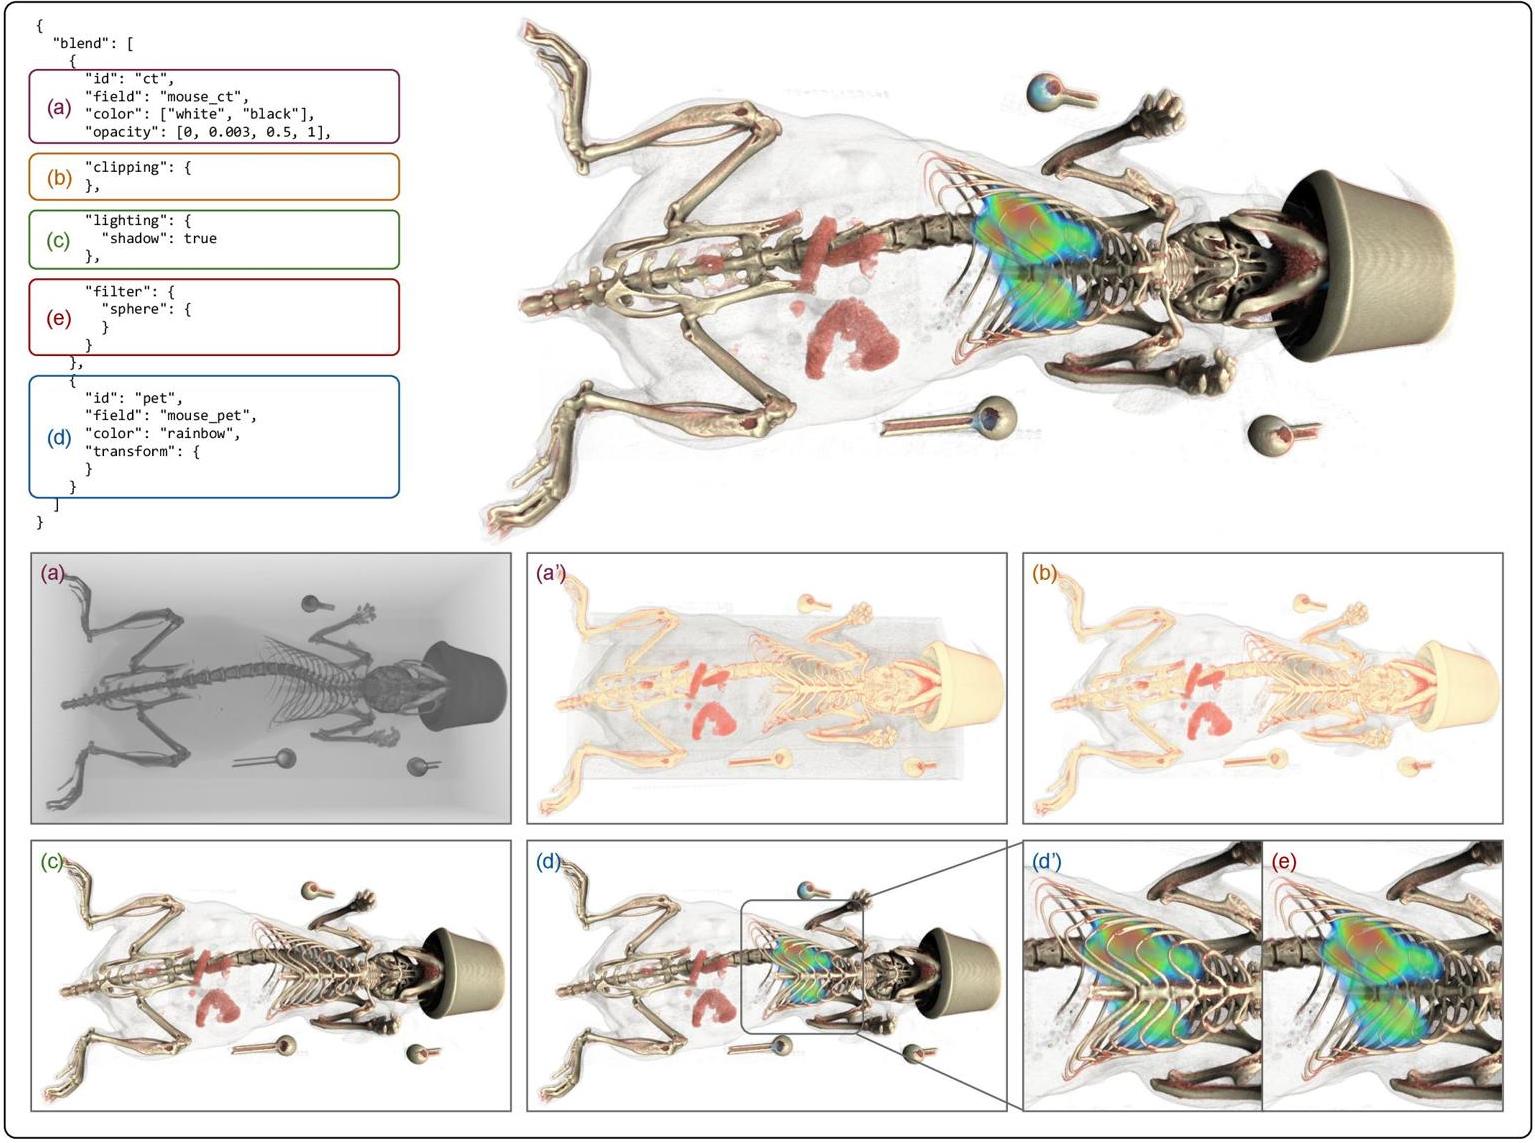 {
"blend": [
{
(a)
"id": "ct",
"field": "mouse_ct",
"color": ["white", "black"],
"opacity": [0, 0.003, 0.5, 1],
(b)
"clipping": {
},
(c)
"lighting": {
"shadow": true
},
(e)
"filter": {
"sphere": {
}
}
},
{
(d)
"id": "pet",
"field": "mouse_pet",
"color": "rainbow",
"transform": {
}
}
]
}
(a)
(a')
(b)
(c)
(d)
(d')
(e)